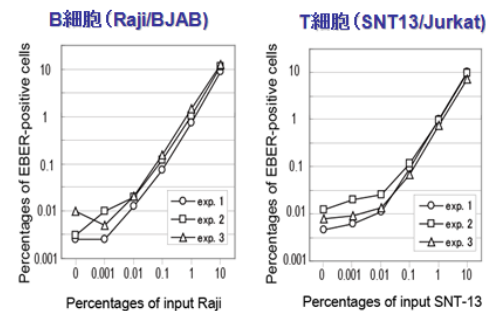 B細胞（Raji/BJAB）
Percentages of EBER-positive cells
10
1
0.1
0.01
0.001
exp. 1
exp. 2
exp. 3
0 0.001 0.01 0.1 1 10
Percentages of input Raji
T細胞（SNT13/Jurkat）
Percentages of EBER-positive cells
10
1
0.1
0.01
0.001
exp. 1
exp. 2
exp. 3
0 0.001 0.01 0.1 1 10
Percentages of input SNT-13